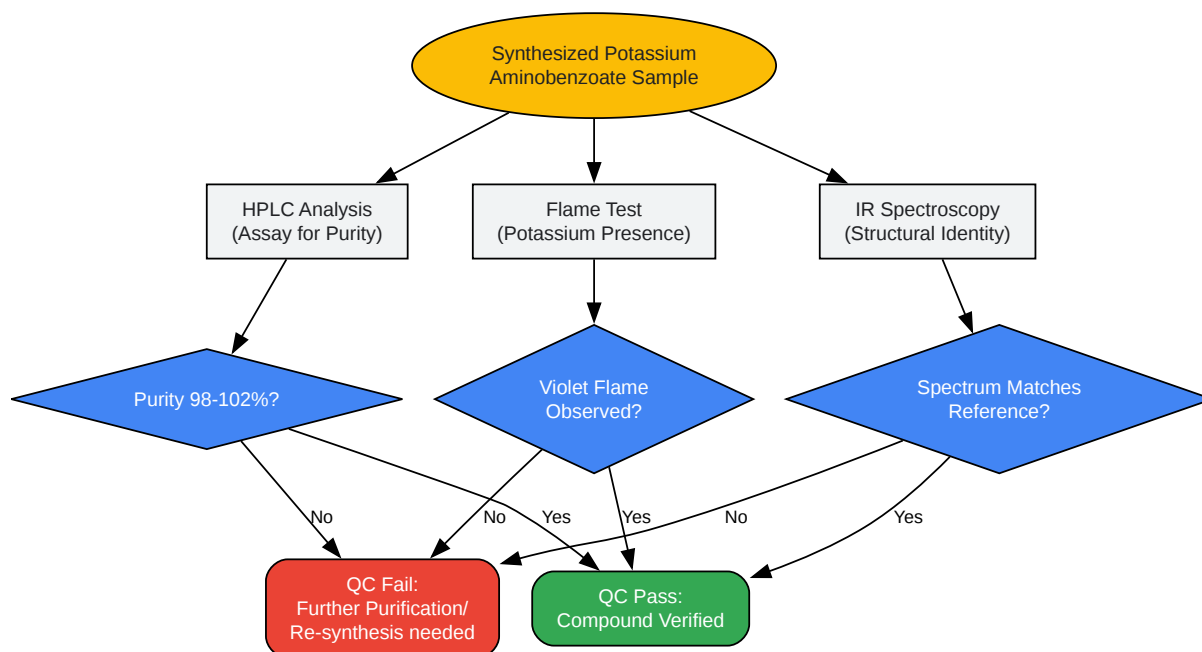 Synthesized Potassium
Aminobenzoate Sample
HPLC Analysis
(Assay for Purity)
Flame Test
(Potassium Presence)
IR Spectroscopy
(Structural Identity)
Purity 98-102%?
Violet Flame
Observed?
Spectrum Matches
Reference?
No
No
Yes
Yes
No
Yes
QC Fail:
Further Purification/
Re-synthesis needed
QC Pass:
Compound Verified